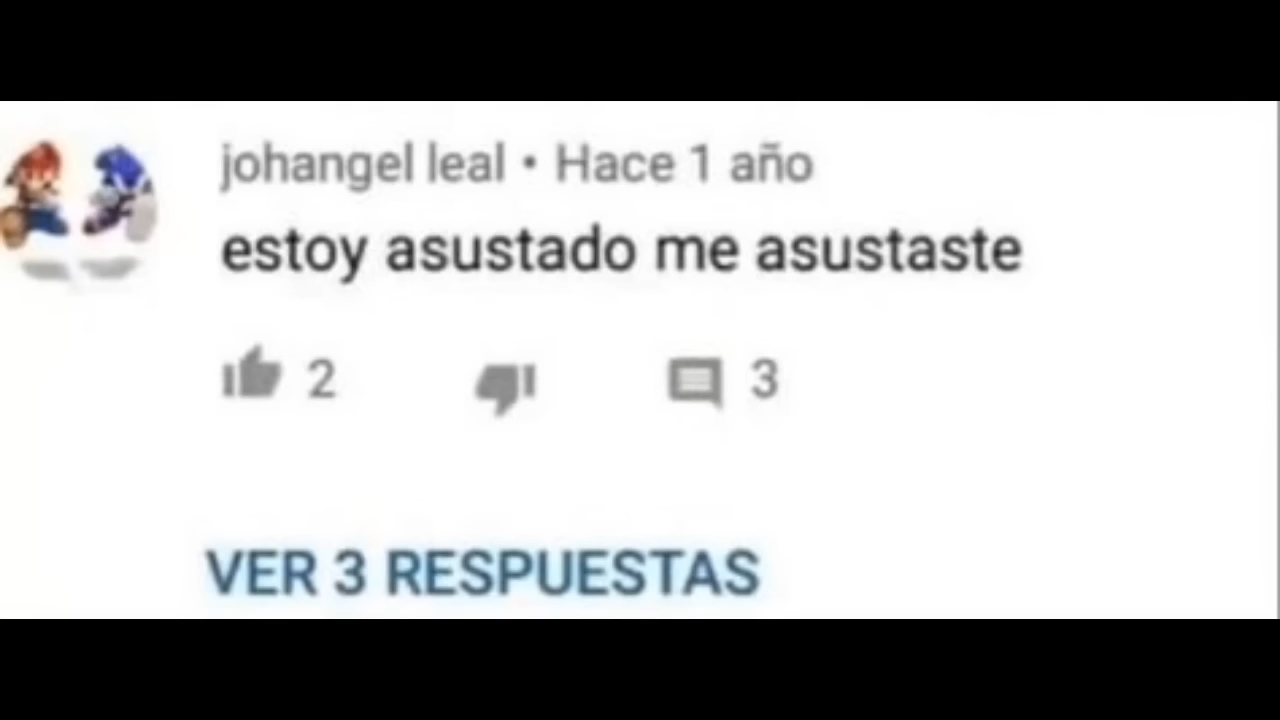 johangel leal • Hace 1 año
estoy asustado me asustaste
2 3
VER 3 RESPUESTAS